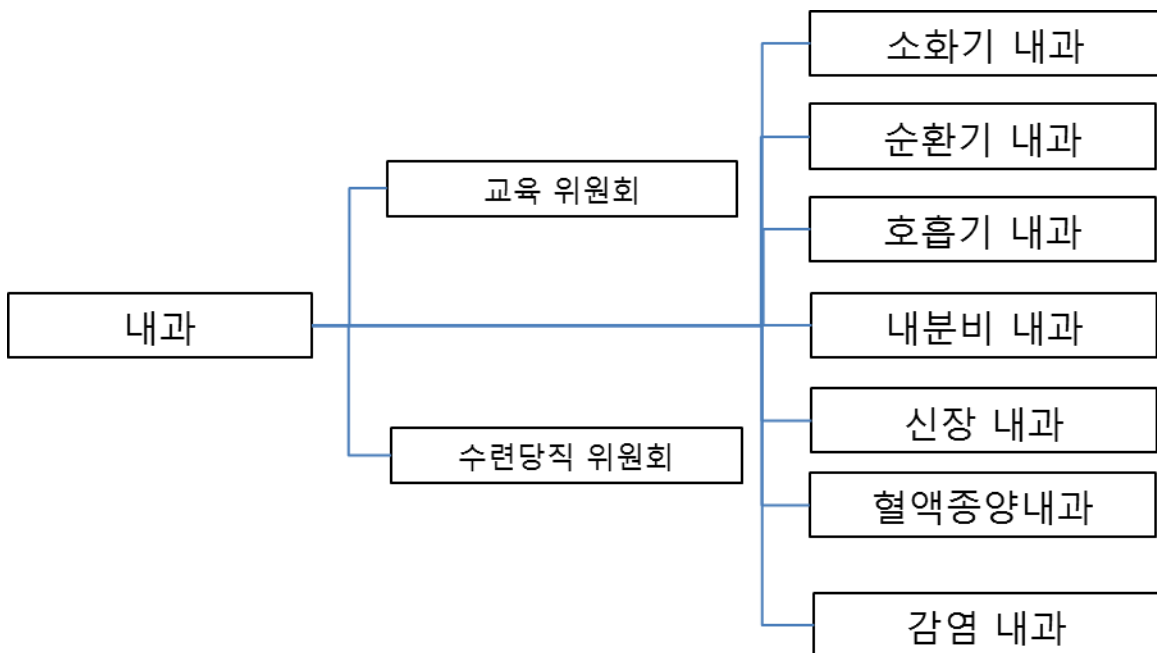 내과
교육 위원회
수련당직 위원회
소화기 내과
순환기 내과
호흡기 내과
내분비 내과
신장 내과
혈액종양내과
감염 내과